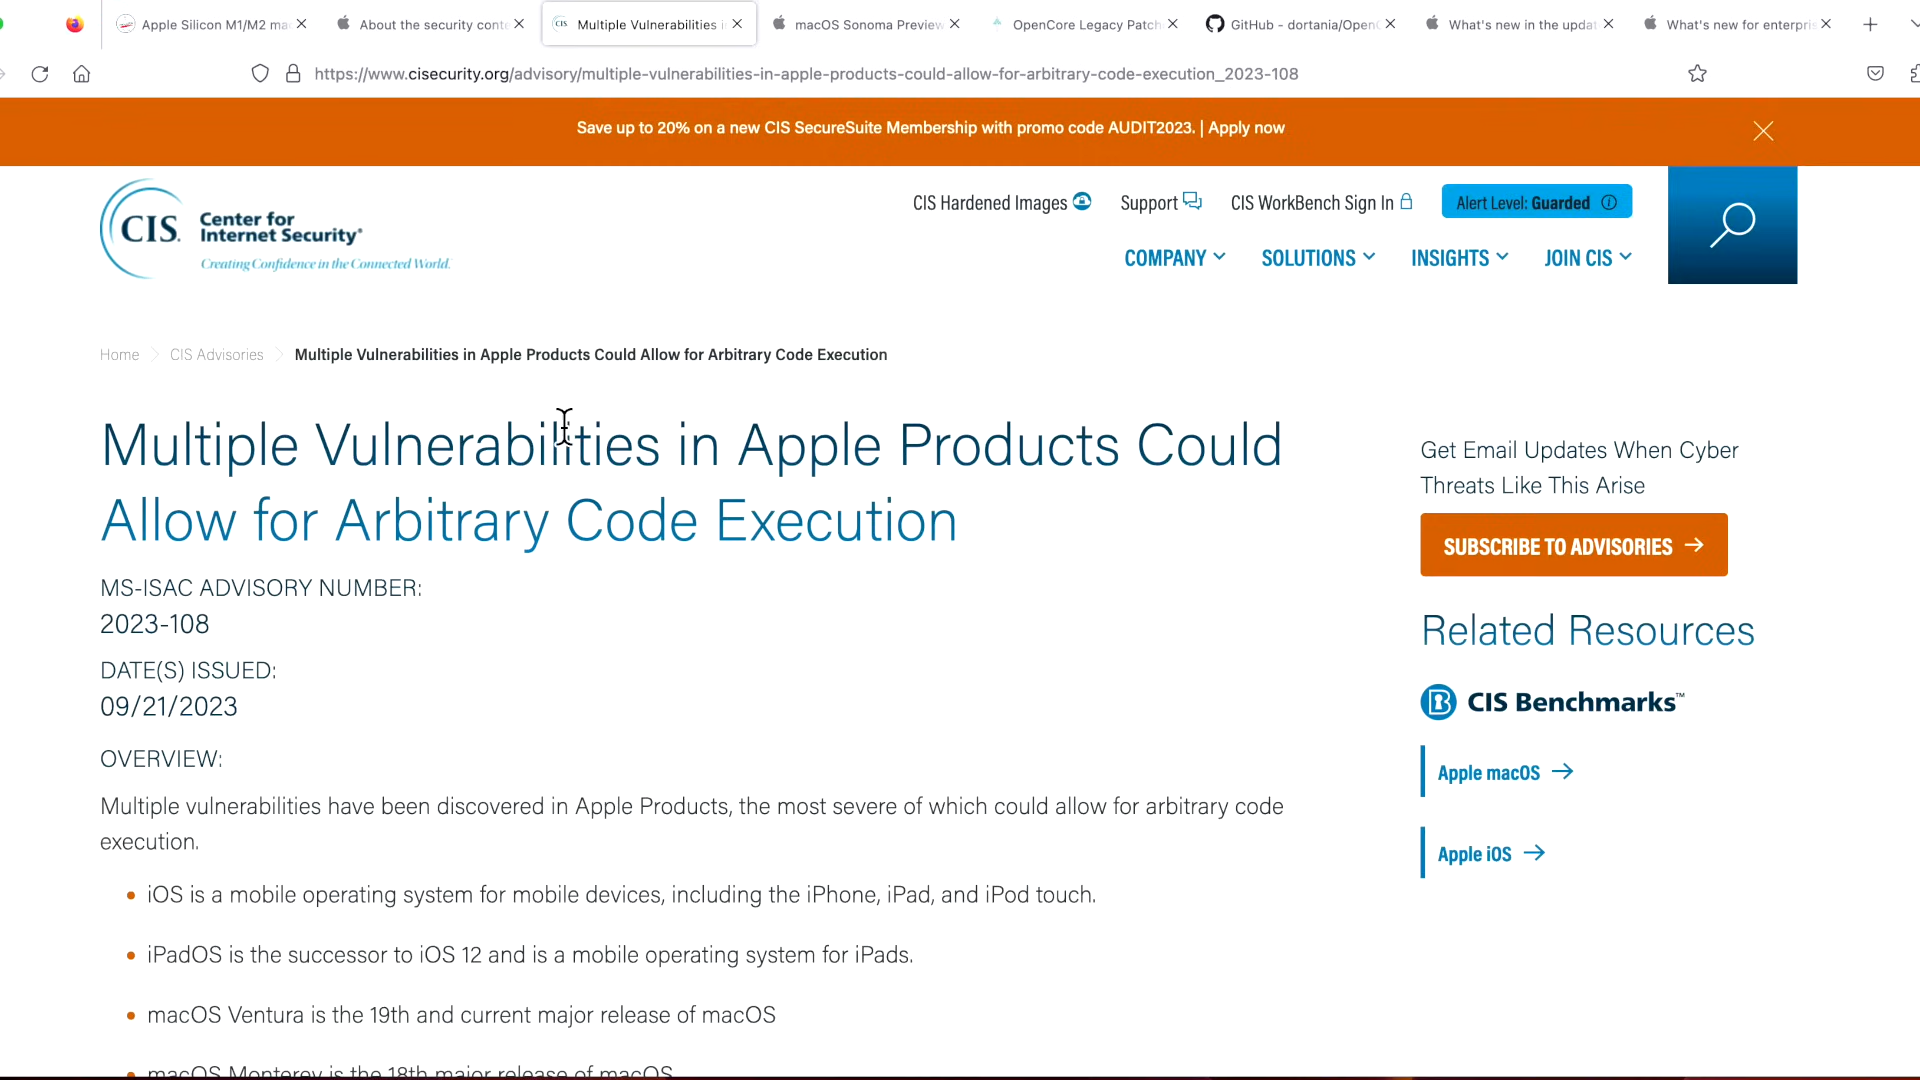 Apple Silicon M1/M2 mac
About the security conte
CIS
Multiple Vulnerabilities i
macOS Sonoma Preview
OpenCore Legacy Patch
GitHub - dortania/OpenC
What's new in the updat
What's new for enterpris
https://www.cisecurity.org/advisory/multiple-vulnerabilities-in-apple-products-could-allow-for-arbitrary-code-execution_2023-108
Save up to 20% on a new CIS SecureSuite Membership with promo code AUDIT2023. | Apply now
CIS. Center for
Internet Security®
Creating Confidence in the Connected World.
CIS Hardened Images
Support
CIS WorkBench Sign In
Alert Level: Guarded
COMPANY
SOLUTIONS
INSIGHTS
JOIN CIS
Home
CIS Advisories
Multiple Vulnerabilities in Apple Products Could Allow for Arbitrary Code Execution
Multiple Vulnerabilities in Apple Products Could
Allow for Arbitrary Code Execution
MS-ISAC ADVISORY NUMBER:
2023-108
DATE(S) ISSUED:
09/21/2023
OVERVIEW:
Multiple vulnerabilities have been discovered in Apple Products, the most severe of which could allow for arbitrary code
execution.
• iOS is a mobile operating system for mobile devices, including the iPhone, iPad, and iPod touch.
• iPadOS is the successor to iOS 12 and is a mobile operating system for iPads.
• macOS Ventura is the 19th and current major release of macOS
• macOS Monterey is the 18th major release of macOS
Get Email Updates When Cyber
Threats Like This Arise
SUBSCRIBE TO ADVISORIES
Related Resources
CIS Benchmarks™
Apple macOS
Apple iOS